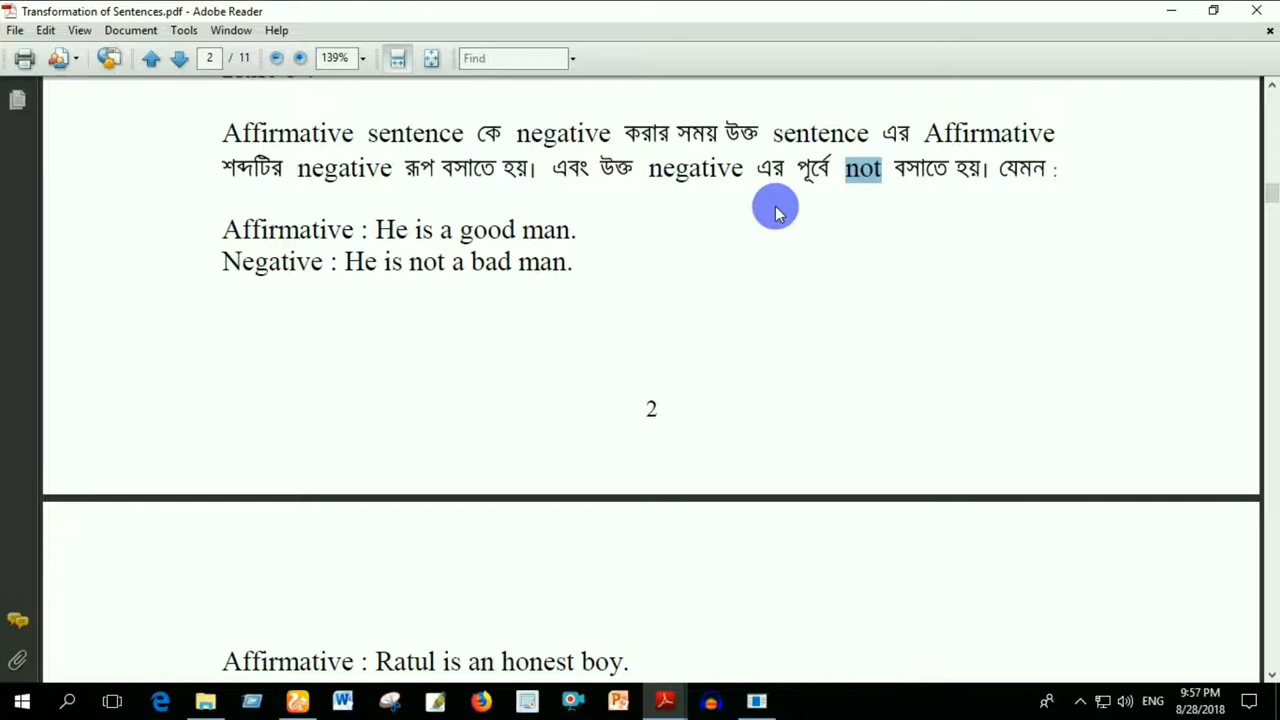 Transformation of Sentences.pdf - Adobe Reader
File Edit View Document Tools Window Help
2 / 11 139% Find
Affirmative sentence কে negative করার সময় উক্ত sentence এর Affirmative
শব্দটির negative রূপ বসাতে হয়। এবং উক্ত negative এর পূর্বে not বসাতে হয়। যেমন :
Affirmative : He is a good man.
Negative : He is not a bad man.
2
Affirmative : Ratul is an honest boy.
ENG
9:57 PM
8/28/2018